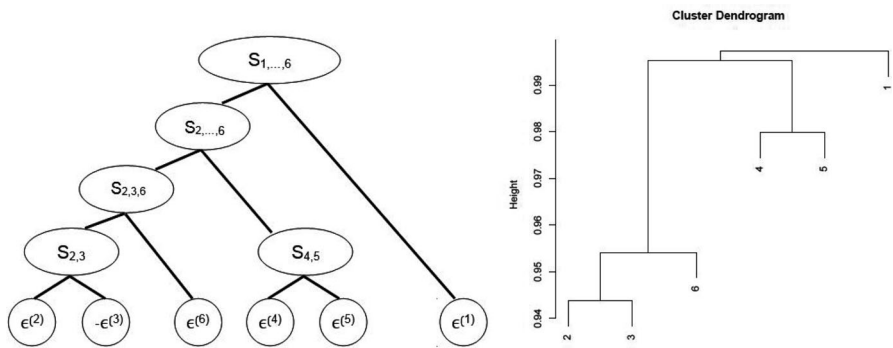 S1,...,6
S2,...,6
S2,3,6
S2,3
S4,5
ϵ(2)
-ϵ(3)
ϵ(6)
ϵ(4)
ϵ(5)
ϵ(1)
Cluster Dendrogram
Height
0.99
0.98
0.97
0.96
0.95
0.94
1
4
5
6
2
3